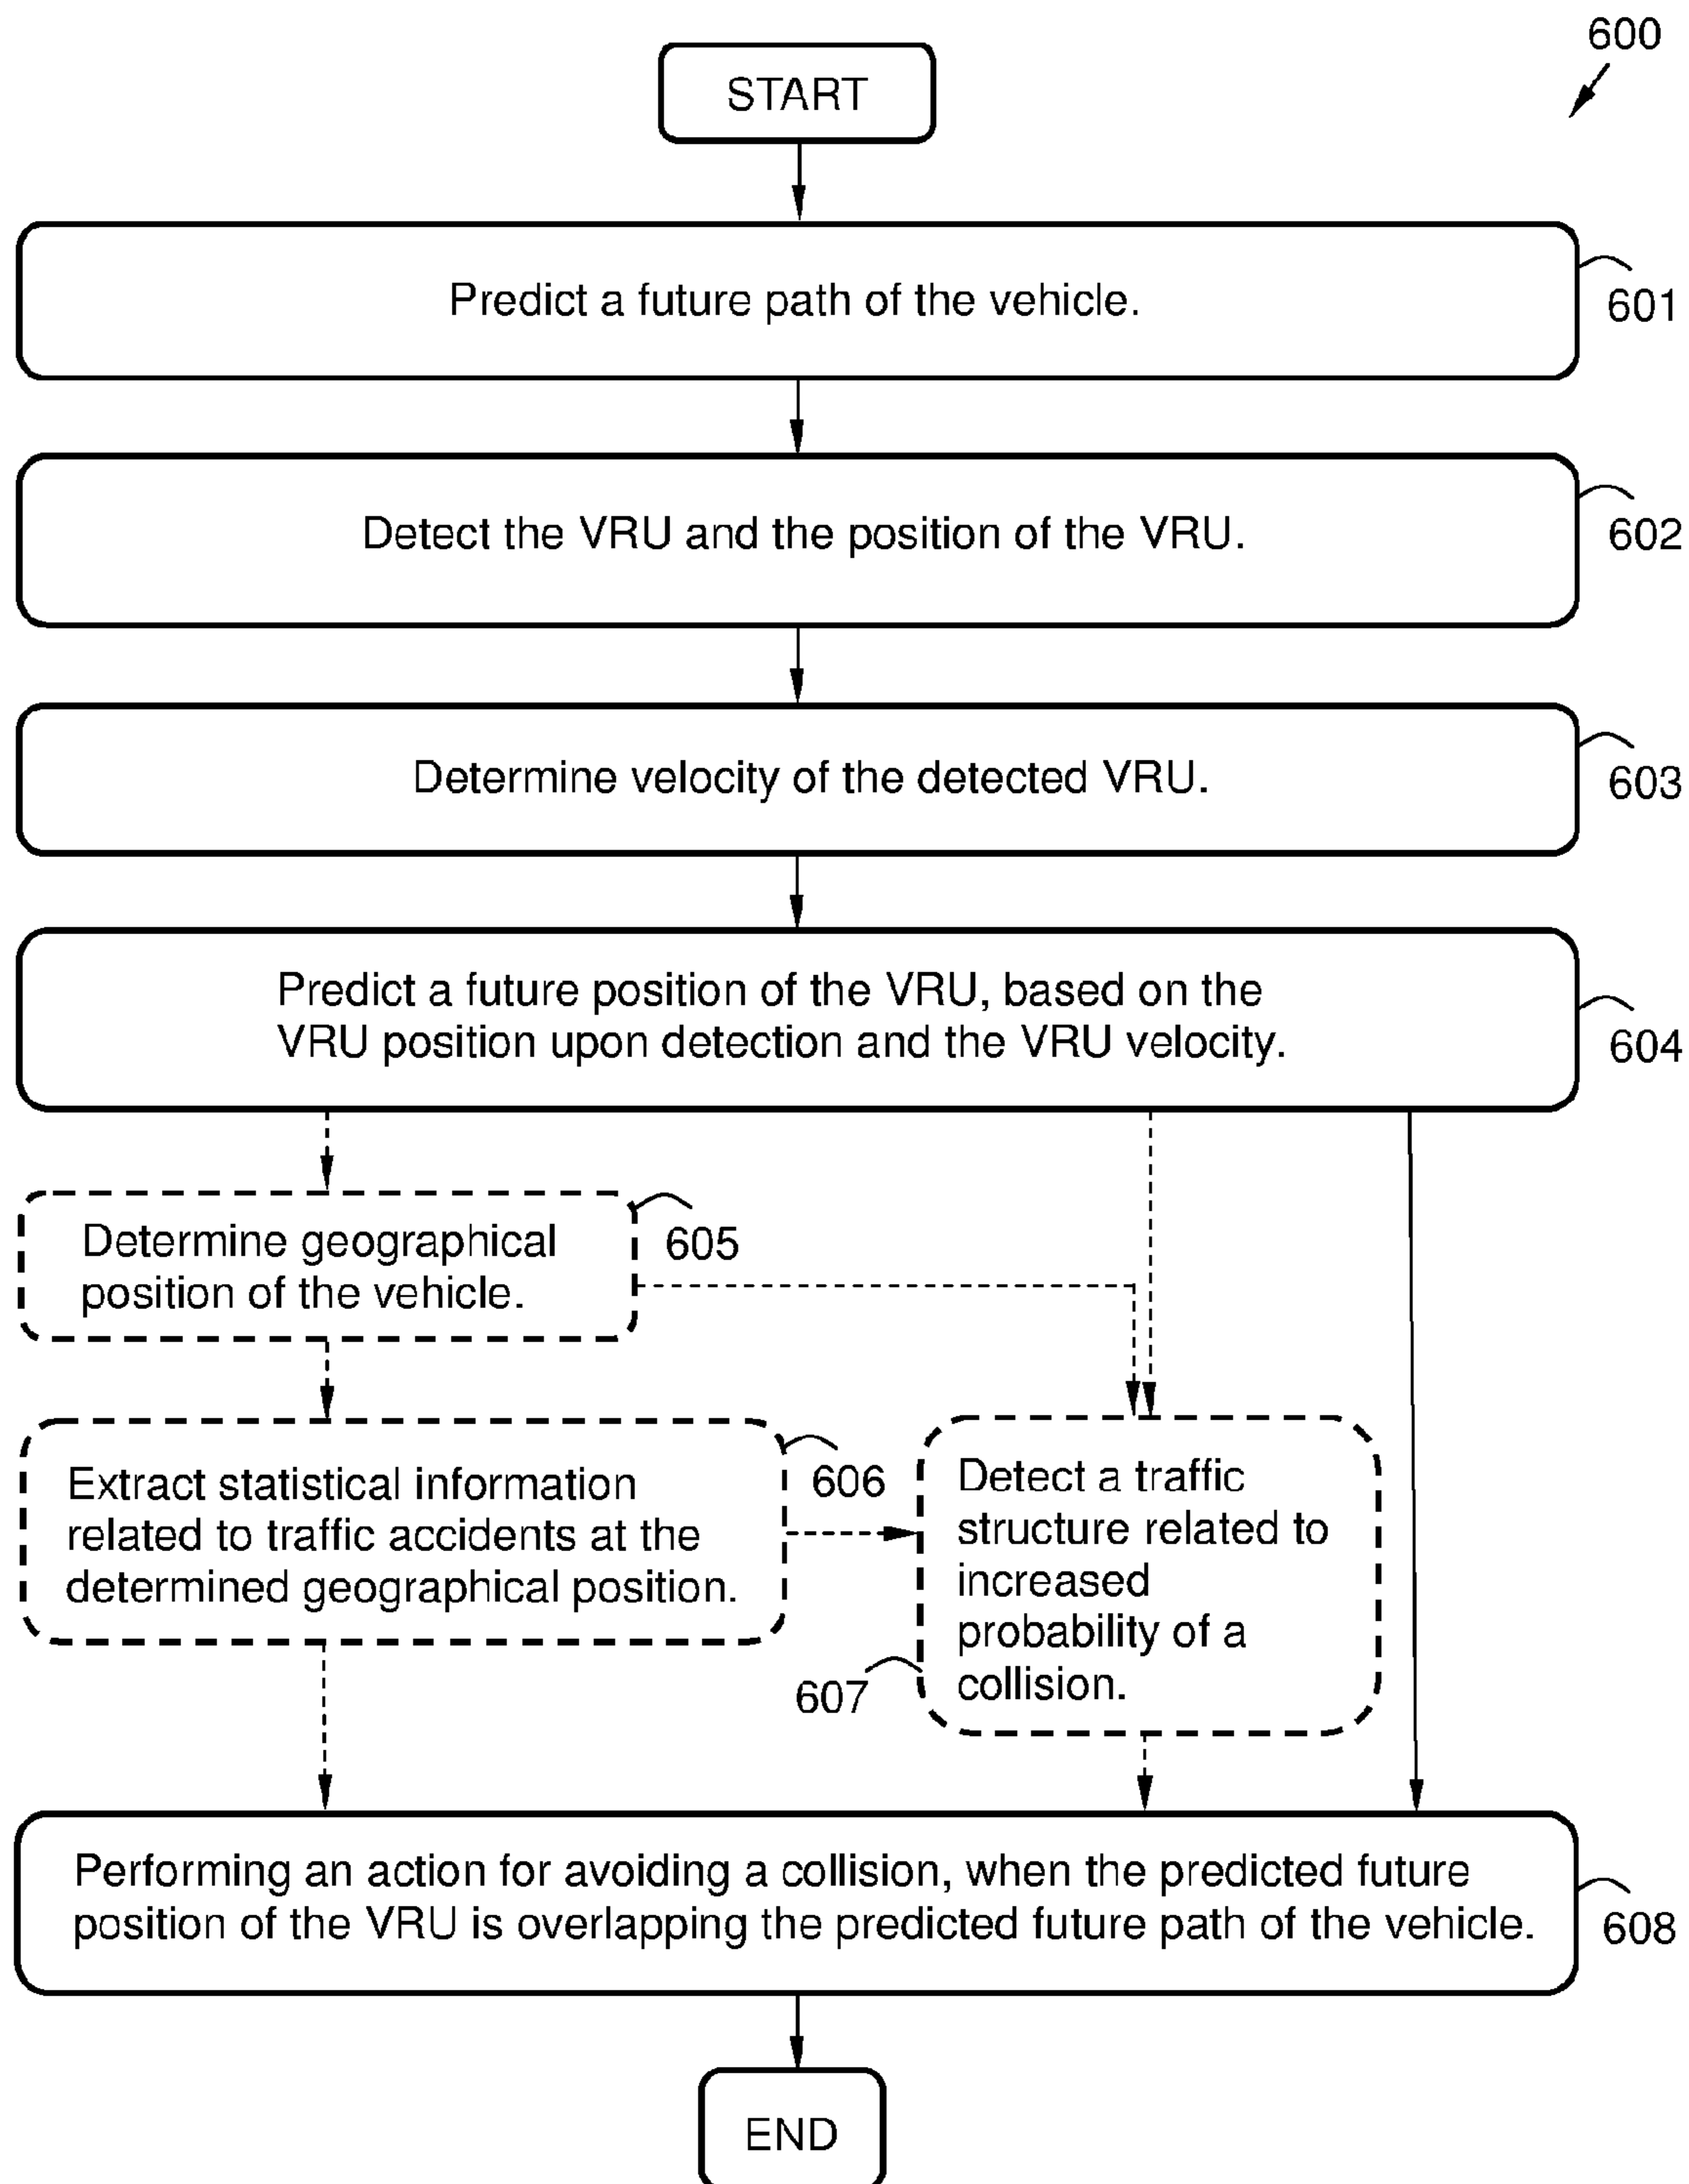 600
START
Predict a future path of the vehicle.
601
Detect the VRU and the position of the VRU.
602
Determine velocity of the detected VRU.
603
Predict a future position of the VRU, based on the
VRU position upon detection and the VRU velocity.
604
Determine geographical
position of the vehicle.
605
Extract statistical information
related to traffic accidents at the
determined geographical position.
606
Detect a traffic
structure related to
increased
probability of a
collision.
607
Performing an action for avoiding a collision, when the predicted future
position of the VRU is overlapping the predicted future path of the vehicle.
608
END